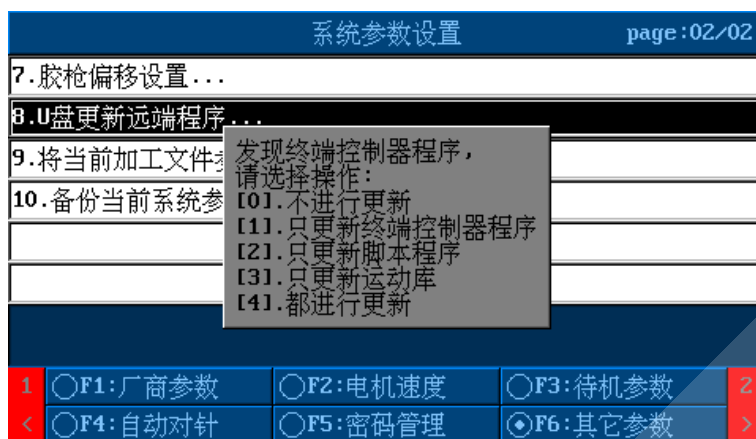 系统参数设置 page:02/02
7.胶枪偏移设置...
8.U盘更新远端程序...
9.将当前加工文件
10.备份当前系统参
发现终端控制器程序,
请选择操作:
[0].不进行更新
[1].只更新终端控制器程序
[2].只更新脚本程序
[3].只更新运动库
[4].都进行更新
1 F1:厂商参数 F2:电机速度 F3:待机参数 2
< F4:自动对针 F5:密码管理 F6:其它参数 >